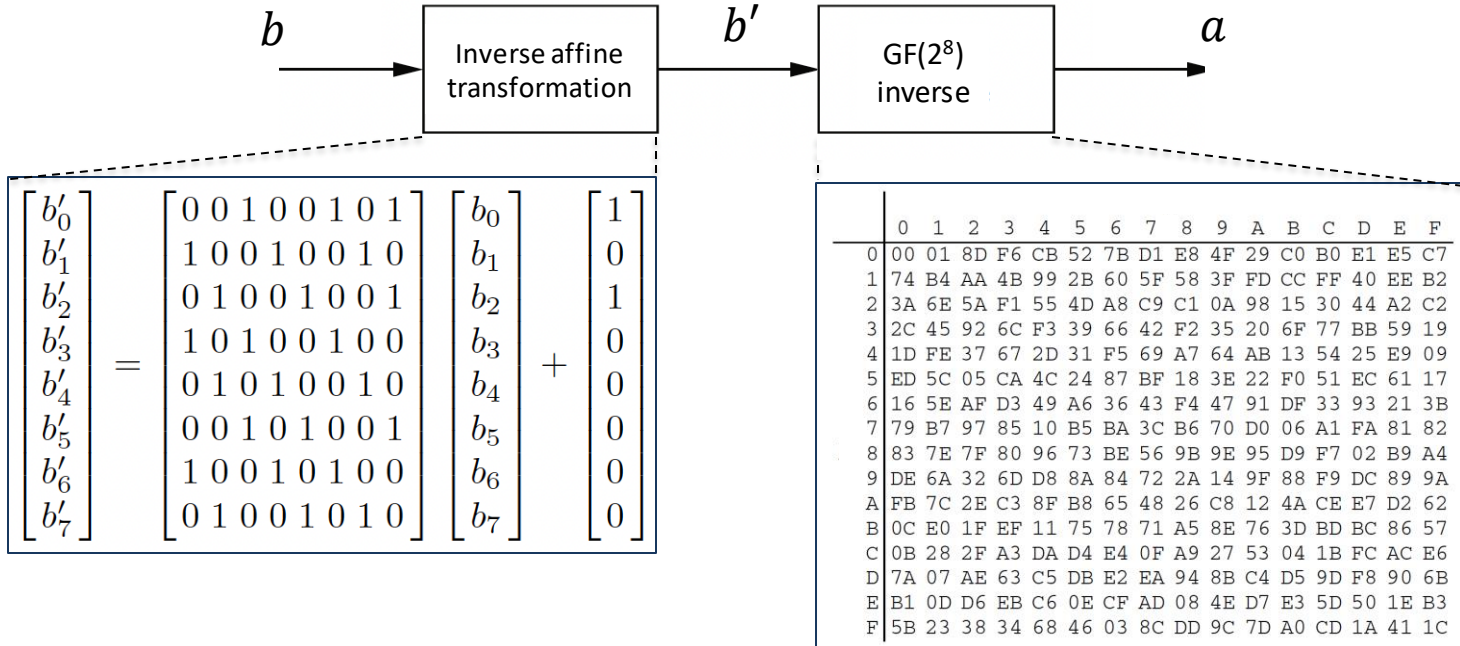 b
Inverse affine
transformation
b′
GF(2⁸)
inverse
a
b′₀ 0 0 1 0 0 1 0 1 b₀ 1
b′₁ 1 0 0 1 0 0 1 0 b₁ 0
b′₂ 0 1 0 0 1 0 0 1 b₂ 1
b′₃ 1 0 1 0 0 1 0 0 b₃ 0
= +
b′₄ 0 1 0 1 0 0 1 0 b₄ 0
b′₅ 0 0 1 0 1 0 0 1 b₅ 0
b′₆ 1 0 0 1 0 1 0 0 b₆ 0
b′₇ 0 1 0 0 1 0 1 0 b₇ 0
0 1 2 3 4 5 6 7 8 9 A B C D E F
0 00 01 8D F6 CB 52 7B D1 E8 4F 29 C0 B0 E1 E5 C7
1 74 B4 AA 4B 99 2B 60 5F 58 3F FD CC FF 40 EE B2
2 3A 6E 5A F1 55 4D A8 C9 C1 0A 98 15 30 44 A2 C2
3 2C 45 92 6C F3 39 66 42 F2 35 20 6F 77 BB 59 19
4 1D FE 37 67 2D 31 F5 69 A7 64 AB 13 54 25 E9 09
5 ED 5C 05 CA 4C 24 87 BF 18 3E 22 F0 51 EC 61 17
6 16 5E AF D3 49 A6 36 43 F4 47 91 DF 33 93 21 3B
7 79 B7 97 85 10 B5 BA 3C B6 70 D0 06 A1 FA 81 82
8 83 7E 7F 80 96 73 BE 56 9B 9E 95 D9 F7 02 B9 A4
9 DE 6A 32 6D D8 8A 84 72 2A 14 9F 88 F9 DC 89 9A
A FB 7C 2E C3 8F B8 65 48 26 C8 12 4A CE E7 D2 62
B 0C E0 1F EF 11 75 78 71 A5 8E 76 3D BD BC 86 57
C 0B 28 2F A3 DA D4 E4 0F A9 27 53 04 1B FC AC E6
D 7A 07 AE 63 C5 DB E2 EA 94 8B C4 D5 9D F8 90 6B
E B1 0D D6 EB C6 0E CF AD 08 4E D7 E3 5D 50 1E B3
F 5B 23 38 34 68 46 03 8C DD 9C 7D A0 CD 1A 41 1C